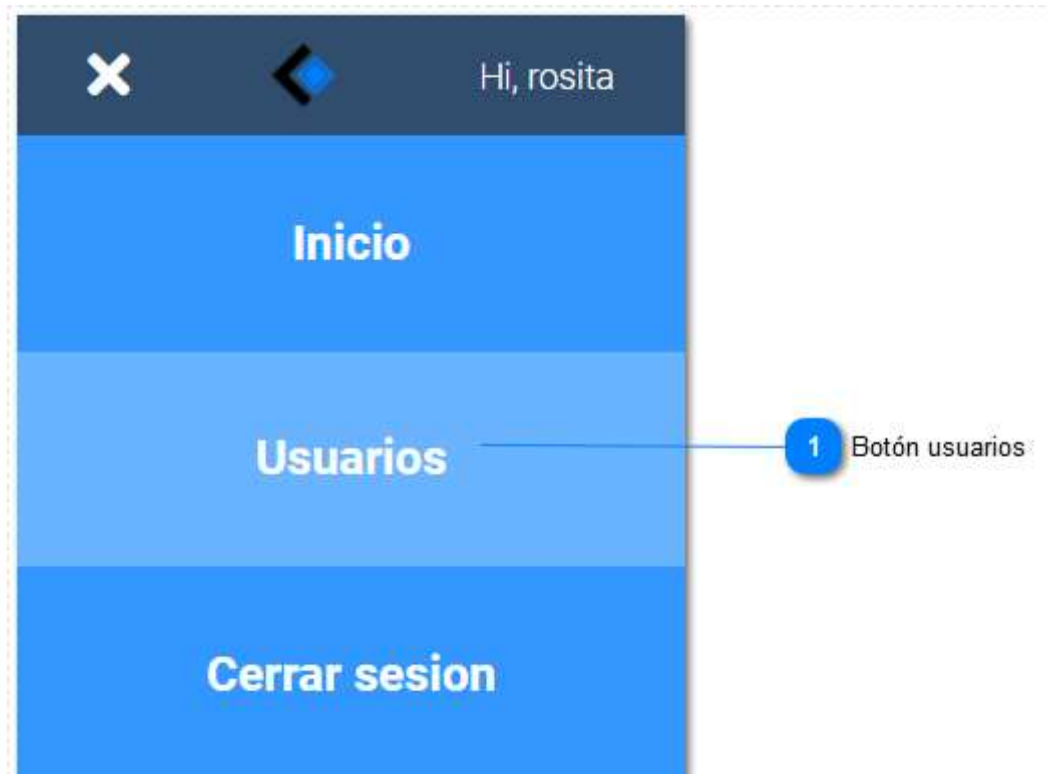 Hi, rosita
Inicio
Usuarios
1 Botón usuarios
Cerrar sesion